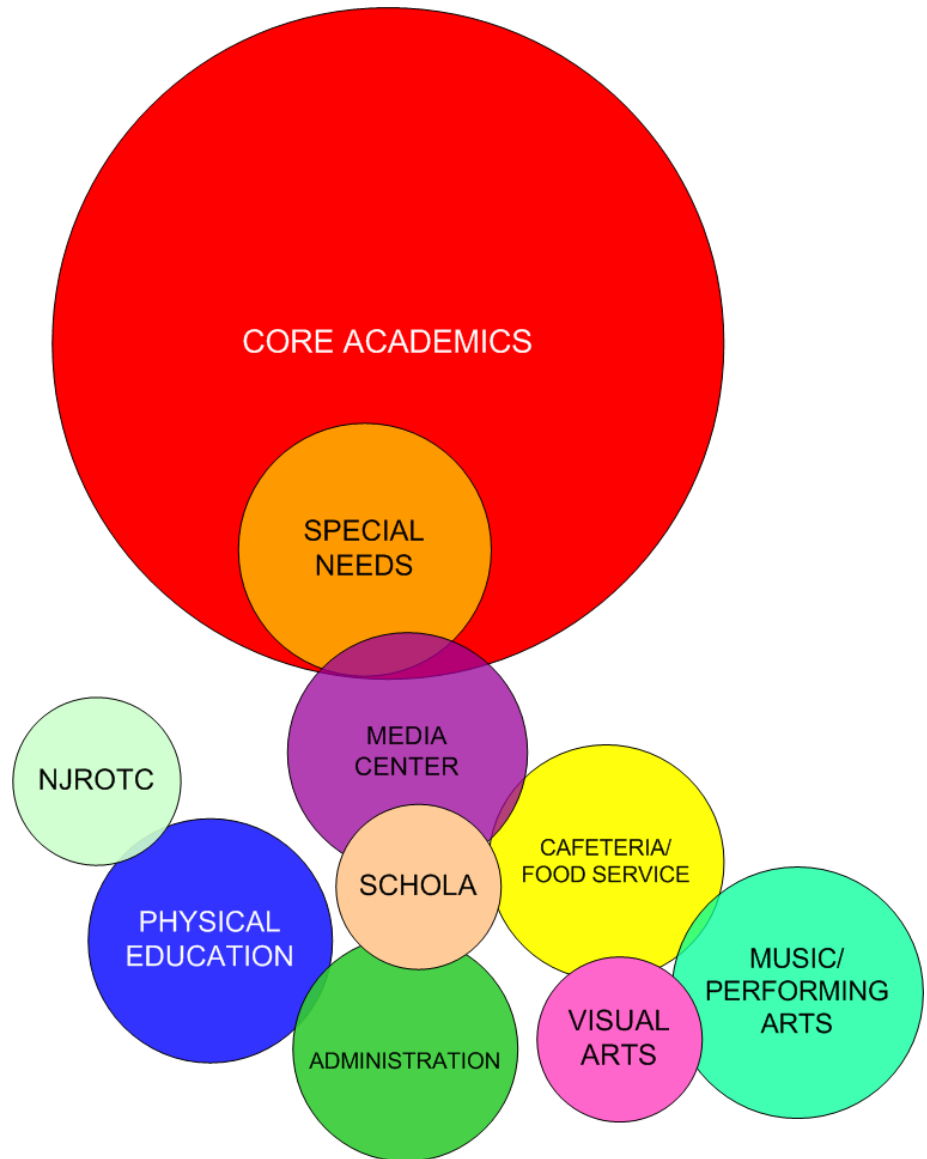 CORE ACADEMICS
SPECIAL
NEEDS
MEDIA
CENTER
NJROTC
CAFETERIA/
FOOD SERVICE
SCHOLA
PHYSICAL
EDUCATION
MUSIC/
PERFORMING
ARTS
VISUAL
ARTS
ADMINISTRATION